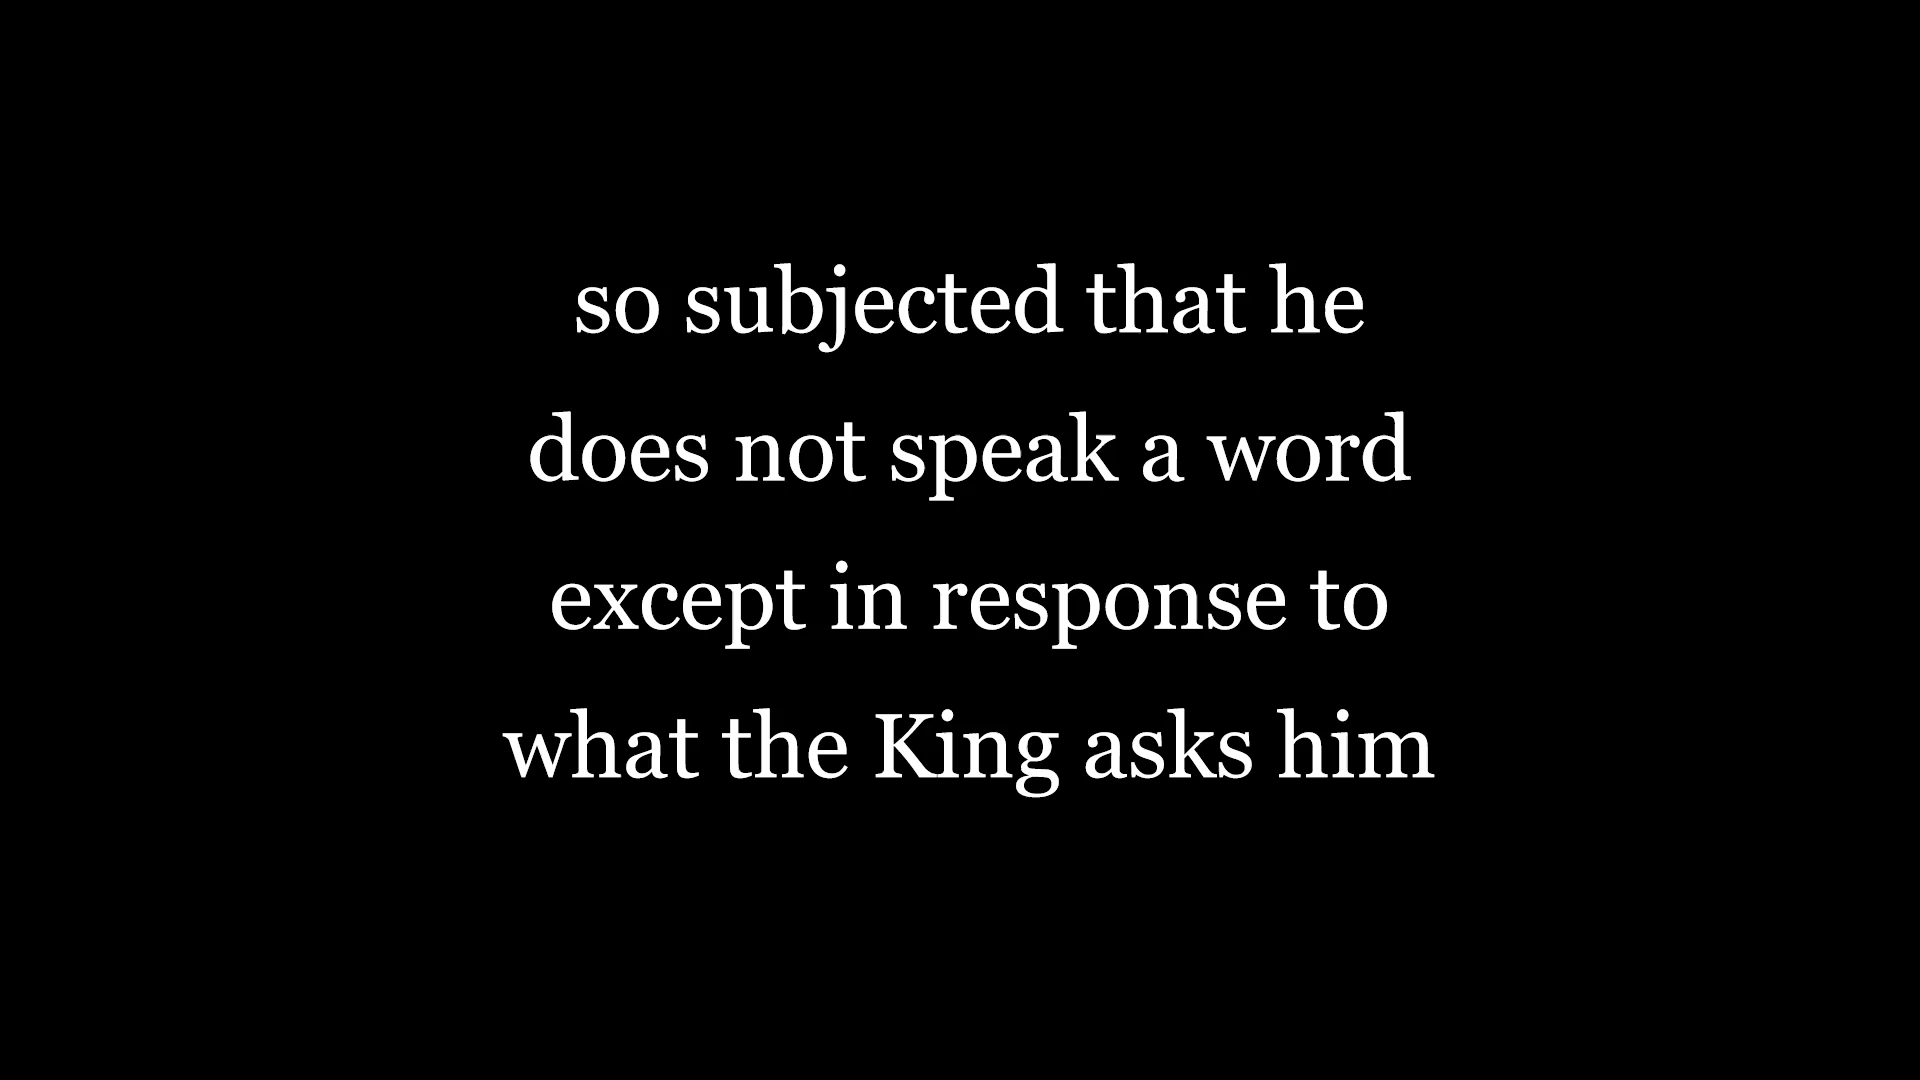 so subjected that he
does not speak a word
except in response to
what the King asks him